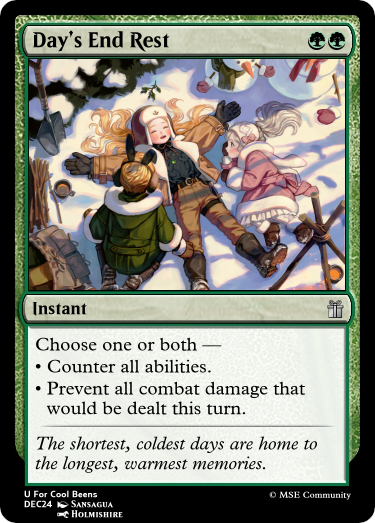 Day's End Rest
Instant
Choose one or both —
• Counter all abilities.
• Prevent all combat damage that
would be dealt this turn.
The shortest, coldest days are home to
the longest, warmest memories.
U For Cool Beens
DEC24 Sansagua
Holmishire
© MSE Community